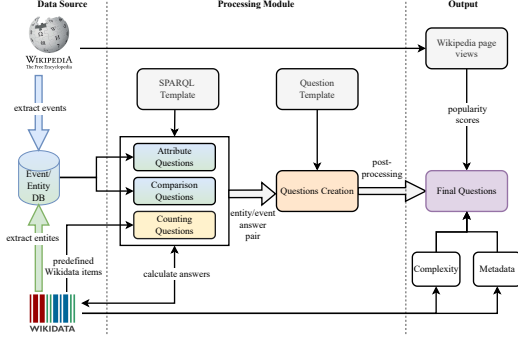 Data Source
Processing Module
Output
WIKIPEDIA
The Free Encyclopedia
Wikipedia page
views
SPARQL
Template
Question
Template
extract events
popularity
scores
Event/
Entity
DB
Attribute
Questions
Comparison
Questions
Counting
Questions
Questions Creation
post-
processing
Final Questions
entity/event
answer
pair
extract entites
predefined
Wikidata items
calculate answers
Complexity
Metadata
WIKIDATA